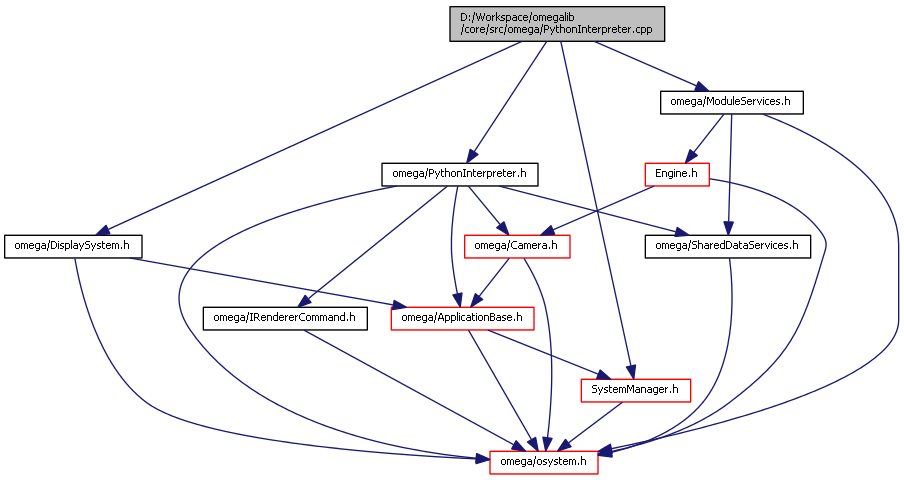 D:/Workspace/omegalib
/core/src/omega/PythonInterpreter.cpp
omega/ModuleServices.h
omega/PythonInterpreter.h
Engine.h
omega/DisplaySystem.h
omega/Camera.h
omega/SharedDataServices.h
omega/IRendererCommand.h
omega/ApplicationBase.h
SystemManager.h
omega/osystem.h